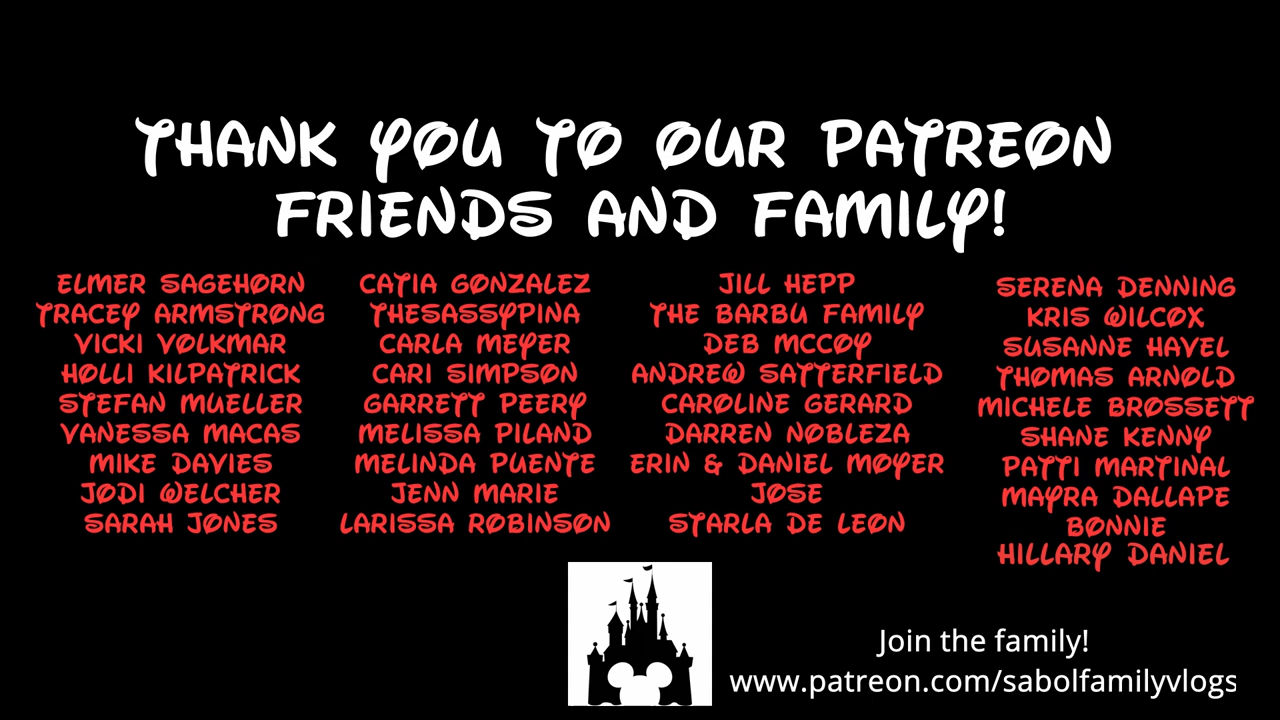 THANK YOU TO OUR PATREON
FRIENDS AND FAMILY!
ELMER SAGEHORN
TRACEY ARMSTRONG
VICKI VOLKMAR
HOLLI KILPATRICK
STEFAN MUELLER
VANESSA MACAS
MIKE DAVIES
JODI WELCHER
SARAH JONES
CATIA GONZALEZ
THESASSYPINA
CARLA MEYER
CARI SIMPSON
GARRETT PEERY
MELISSA PILAND
MELINDA PUENTE
JENN MARIE
LARISSA ROBINSON
JILL HEPP
THE BARBU FAMILY
DEB MCCOY
ANDREW SATTERFIELD
CAROLINE GERARD
DARREN NOBLEZA
ERIN & DANIEL MOYER
JOSE
STARLA DE LEON
SERENA DENNING
KRIS WILCOX
SUSANNE HAVEL
THOMAS ARNOLD
MICHELE BROSSETT
SHANE KENNY
PATTI MARTINAL
MAYRA DALLAPE
BONNIE
HILLARY DANIEL
Join the family!
www.patreon.com/sabolfamilyvlogs